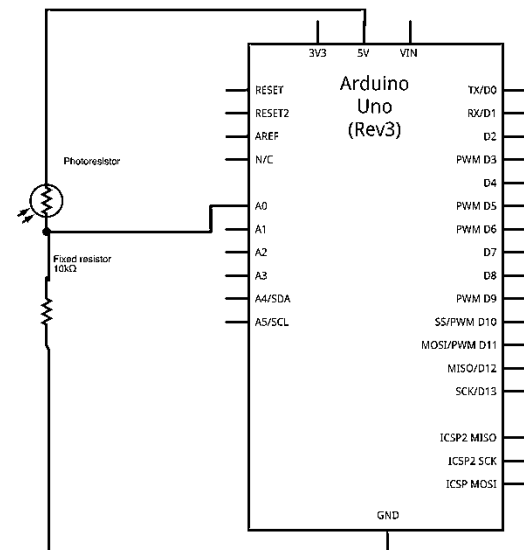 3V3 5V VIN
Arduino
Uno
(Rev3)
RESET
RESET2
AREF
N/C
A0
A1
A2
A3
A4/SDA
A5/SCL
TX/D0
RX/D1
D2
PWM D3
D4
PWM D5
PWM D6
D7
D8
PWM D9
SS/PWM D10
MOSI/PWM D11
MISO/D12
SCK/D13
ICSP2 MISO
ICSP2 SCK
ICSP MOSI
GND
Photoresistor
Fixed resistor
10kΩ